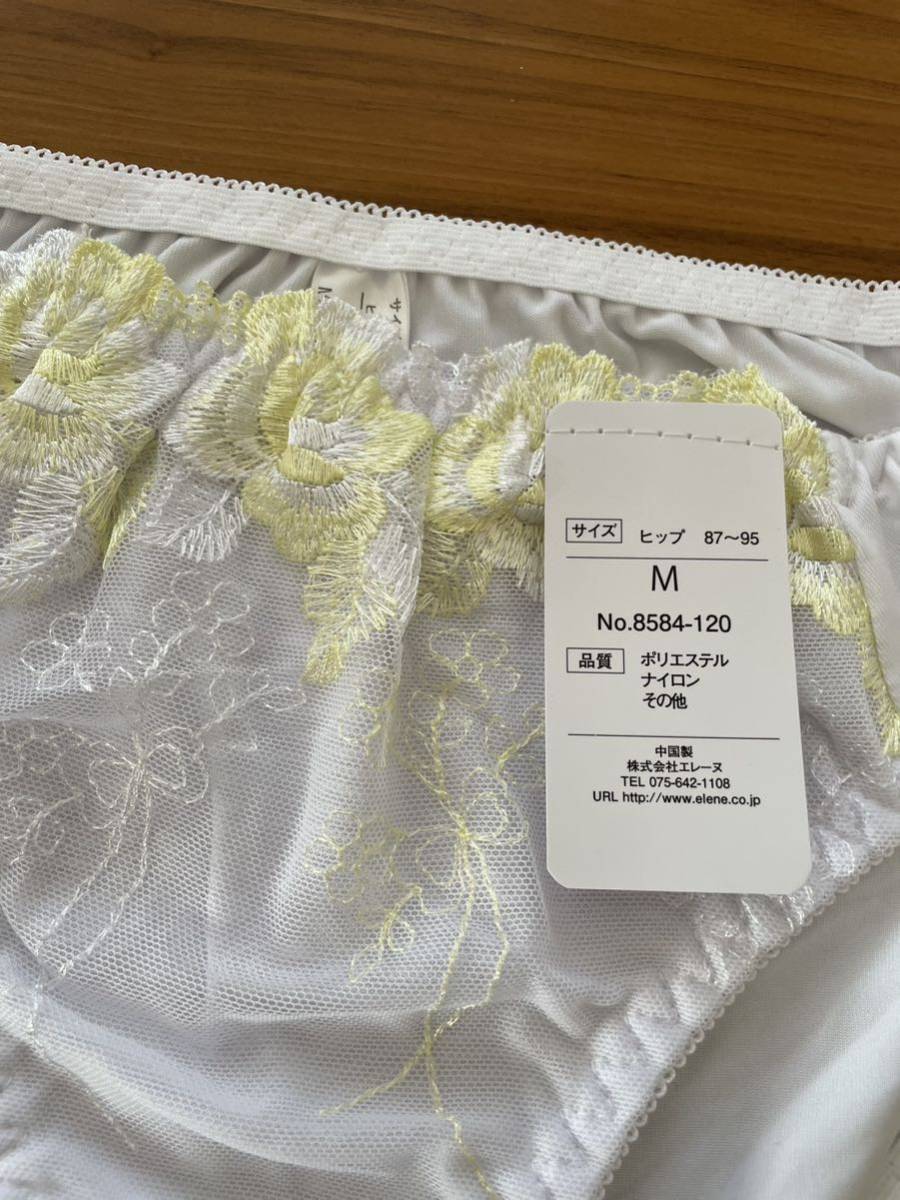 サイズ ヒップ 87〜95
M
No.8584-120
品質 ポリエステル
ナイロン
その他
中国製
株式会社エレーヌ
TEL 075-642-1108
URL http://www.elene.co.jp